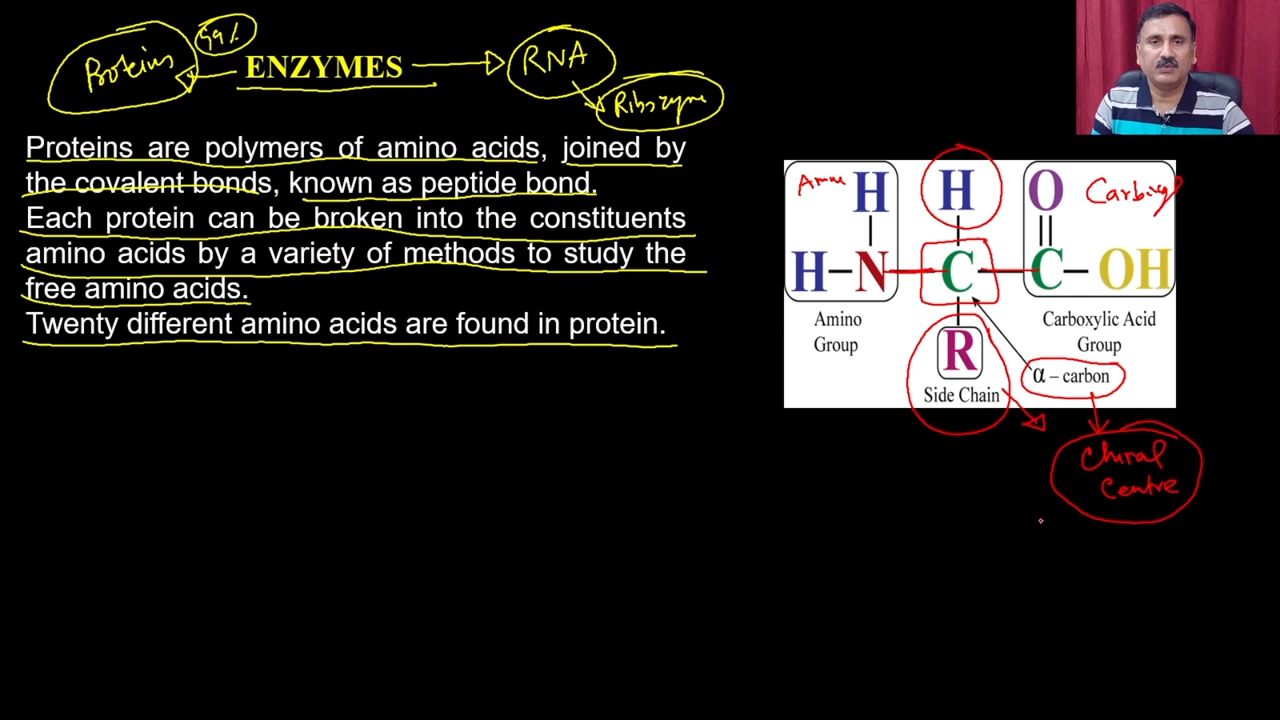 Proteins
99%
ENZYMES
RNA
Ribozyme
Proteins are polymers of amino acids, joined by
the covalent bonds, known as peptide bond.
Each protein can be broken into the constituents
amino acids by a variety of methods to study the
free amino acids.
Twenty different amino acids are found in protein.
H
H
O
H
N
C
C
OH
Amino
Group
R
Carboxylic Acid
Group
Side Chain
α – carbon
Chiral
Centre